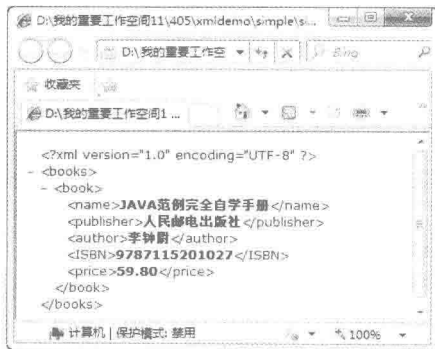 D:\我的重要工作空间11\405\xmldemo\simple\s...
D:\我的重要工作空
Bing
收藏夹
D:\我的重要工作空间1 ...
<?xml version="1.0" encoding="UTF-8" ?>
- <books>
- <book>
<name>JAVA范例完全自学手册</name>
<publisher>人民邮电出版社</publisher>
<author>李钟尉</author>
<ISBN>9787115201027</ISBN>
<price>59.80</price>
</book>
</books>
计算机 | 保护模式: 禁用
100%